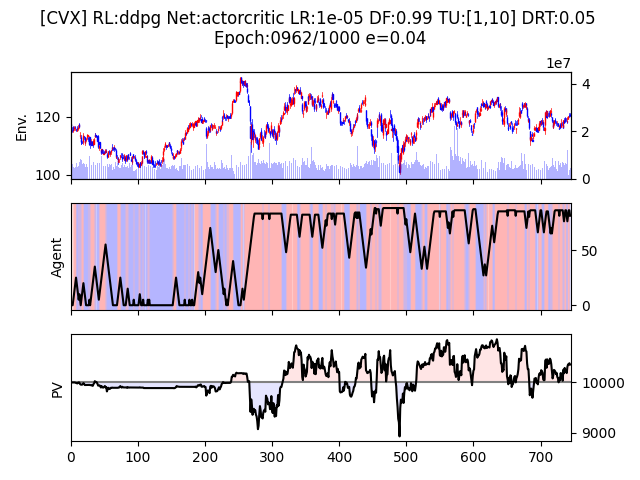 [CVX] RL:ddpg Net:actorcritic LR:1e-05 DF:0.99 TU:[1,10] DRT:0.05
Epoch:0962/1000 e=0.04
1e7
Env.
120
100
4
2
0
Agent
50
0
PV
10000
9000
0 100 200 300 400 500 600 700